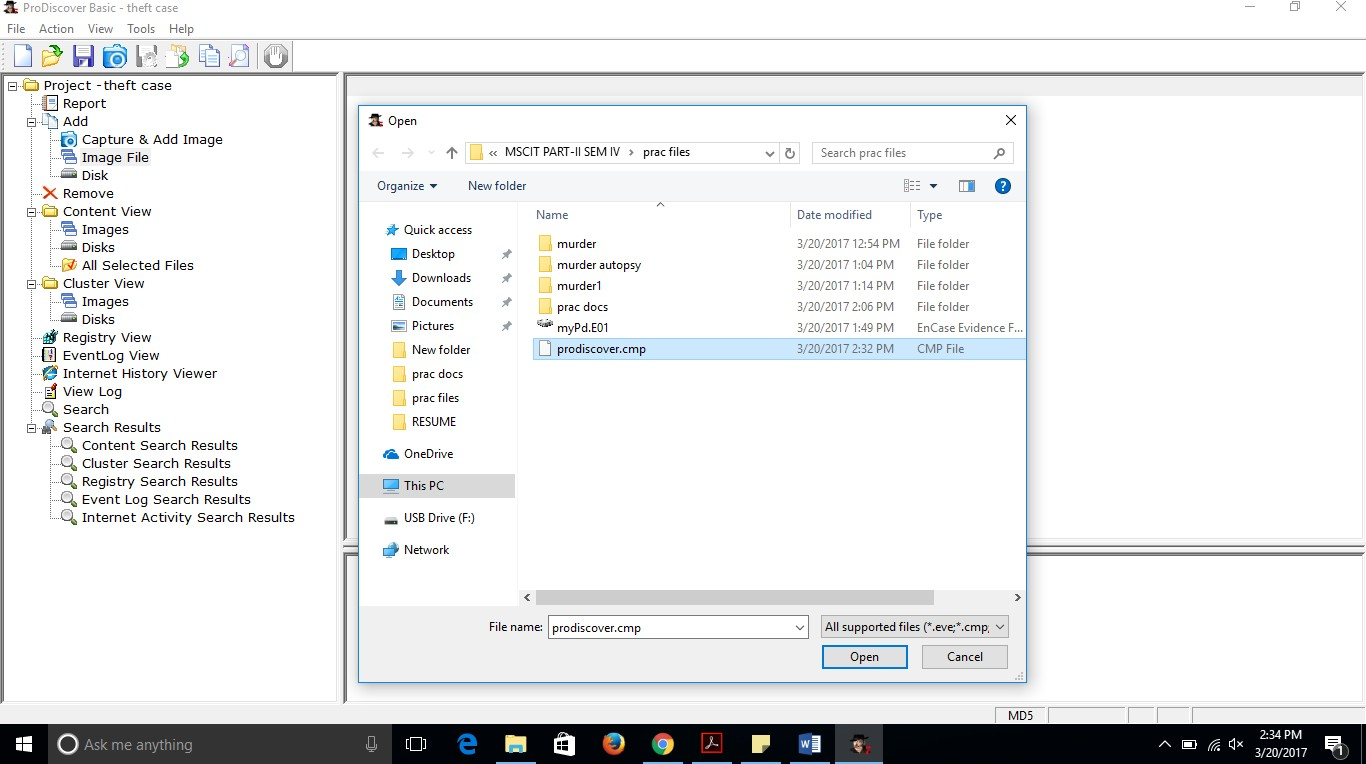 ProDiscover Basic - theft case
File Action View Tools Help
Project -theft case
Report
Add
Capture & Add Image
Image File
Disk
Remove
Content View
Images
Disks
All Selected Files
Cluster View
Images
Disks
Registry View
EventLog View
Internet History Viewer
View Log
Search
Search Results
Content Search Results
Cluster Search Results
Registry Search Results
Event Log Search Results
Internet Activity Search Results
Open
« MSCIT PART-II SEM IV › prac files
Search prac files
Organize New folder
Quick access
Desktop
Downloads
Documents
Pictures
New folder
prac docs
prac files
RESUME
OneDrive
This PC
USB Drive (F:)
Network
Name Date modified Type
murder 3/20/2017 12:54 PM File folder
murder autopsy 3/20/2017 1:04 PM File folder
murder1 3/20/2017 1:14 PM File folder
prac docs 3/20/2017 2:06 PM File folder
myPd.E01 3/20/2017 1:49 PM EnCase Evidence F...
prodiscover.cmp 3/20/2017 2:32 PM CMP File
File name: prodiscover.cmp All supported files (*.eve;*.cmp;
Open Cancel
MD5
Ask me anything
2:34 PM
3/20/2017
1